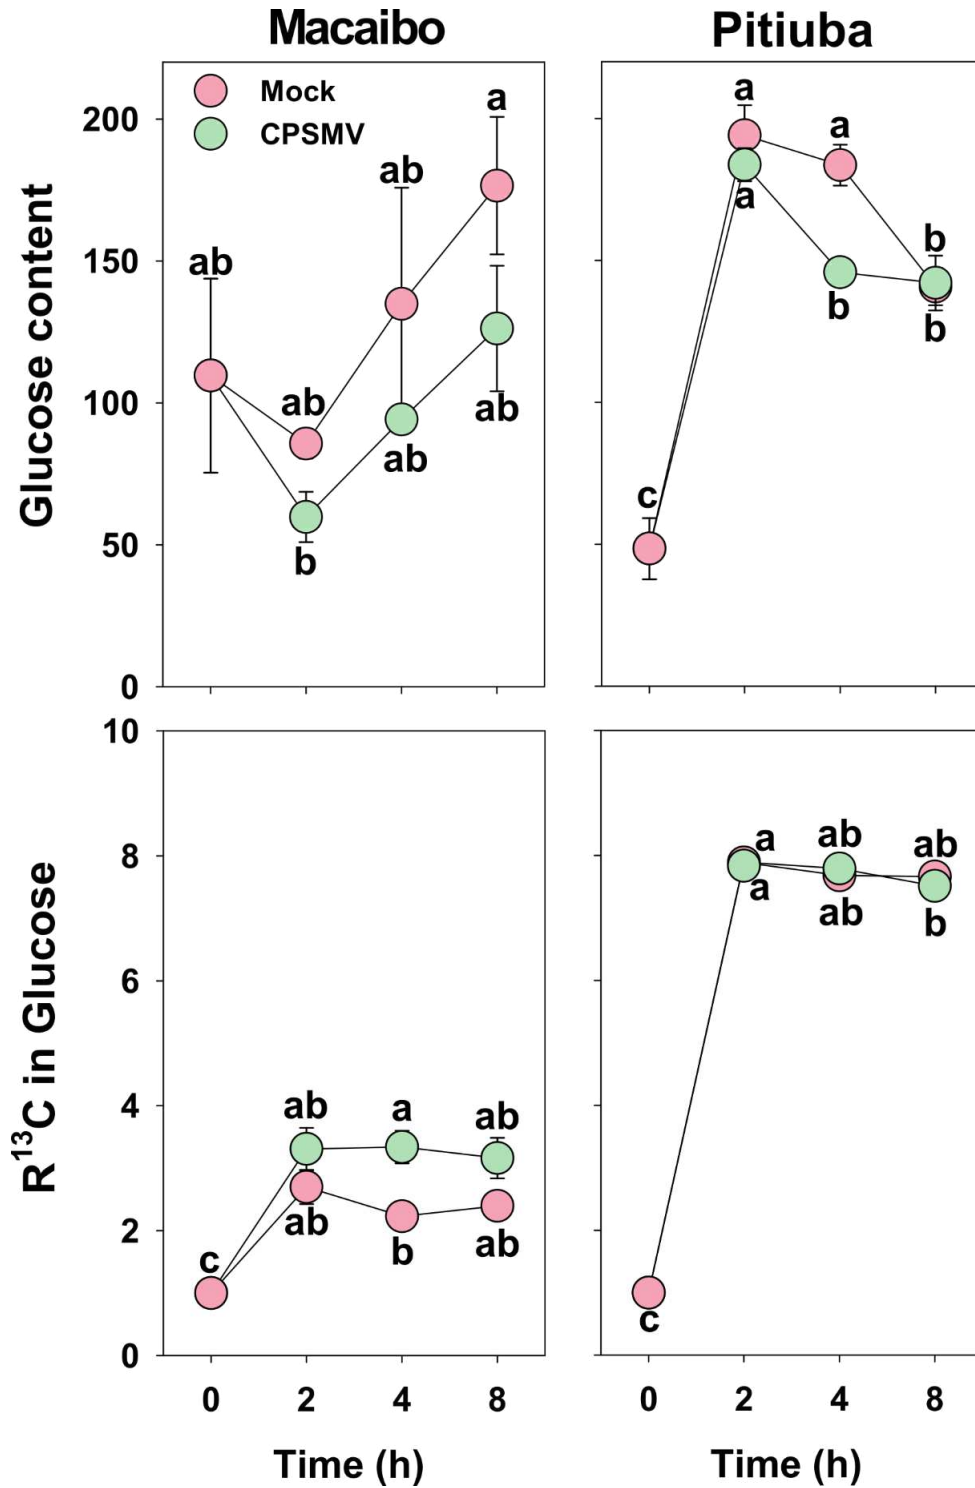 Macaibo
Pitiuba
Mock
CPSMV
Glucose content
200
150
100
50
0
ab
ab
b
ab
ab
a
ab
c
a
a
a
b
b
b
R¹³C in Glucose
10
8
6
4
2
0
c
ab
ab
a
b
ab
ab
c
a
a
ab
ab
ab
b
0 2 4 8
0 2 4 8
Time (h)
Time (h)